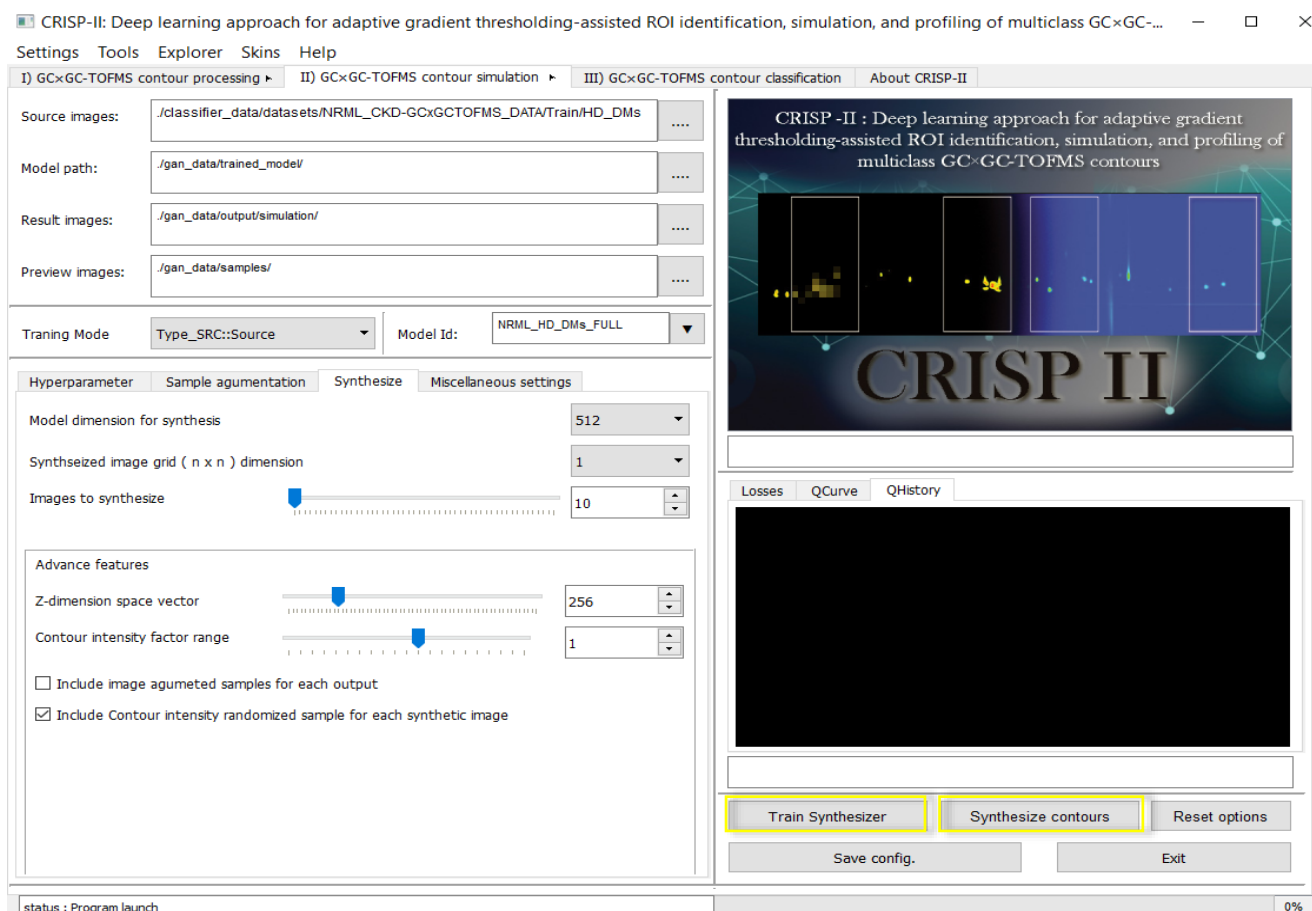 CRISP-II: Deep learning approach for adaptive gradient thresholding-assisted ROI identification, simulation, and profiling of multiclass GC×GC-...
Settings Tools Explorer Skins Help
I) GC×GC-TOFMS contour processing II) GC×GC-TOFMS contour simulation III) GC×GC-TOFMS contour classification About CRISP-II
Source images: ./classifier_data/datasets/NRML_CKD-GCxGCTOFMS_DATA/Train/HD_DMs ....
Model path: ./gan_data/trained_model/ ....
Result images: ./gan_data/output/simulation/ ....
Preview images: ./gan_data/samples/ ....
Traning Mode Type_SRC::Source Model Id: NRML_HD_DMs_FULL
Hyperparameter Sample agumentation Synthesize Miscellaneous settings
Model dimension for synthesis 512
Synthseized image grid ( n x n ) dimension 1
Images to synthesize 10
Advance features
Z-dimension space vector 256
Contour intensity factor range 1
Include image agumeted samples for each output
Include Contour intensity randomized sample for each synthetic image
CRISP -II : Deep learning approach for adaptive gradient
thresholding-assisted ROI identification, simulation, and profiling of
multiclass GC×GC-TOFMS contours
CRISP II
Losses QCurve QHistory
Train Synthesizer Synthesize contours Reset options
Save config. Exit
status : Program launch 0%